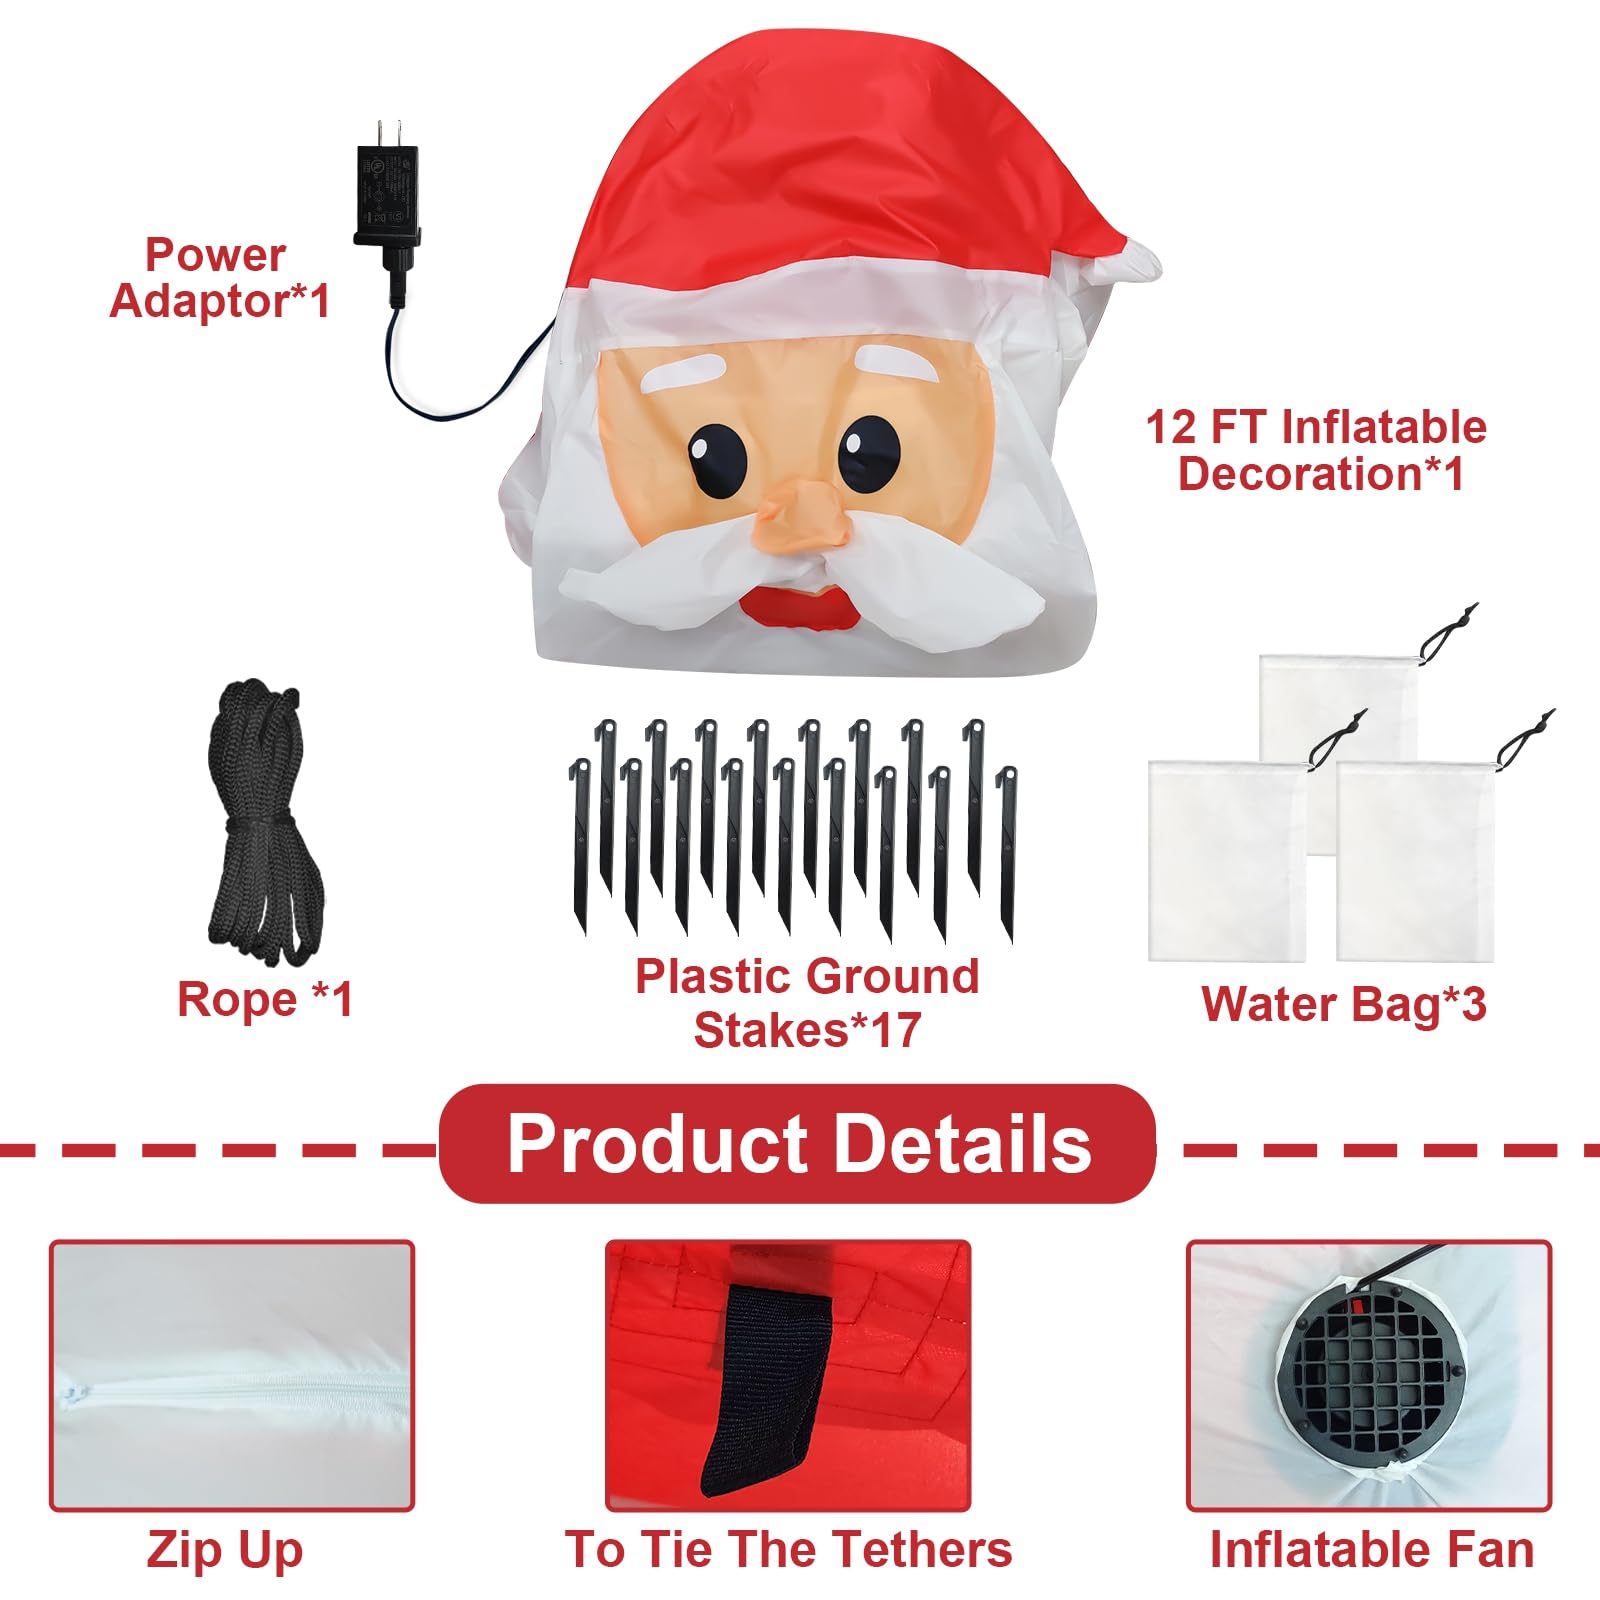 Power
Adaptor*1
12 FT Inflatable
Decoration*1
Rope *1
Plastic Ground
Stakes*17
Water Bag*3
Product Details
Zip Up
To Tie The Tethers
Inflatable Fan